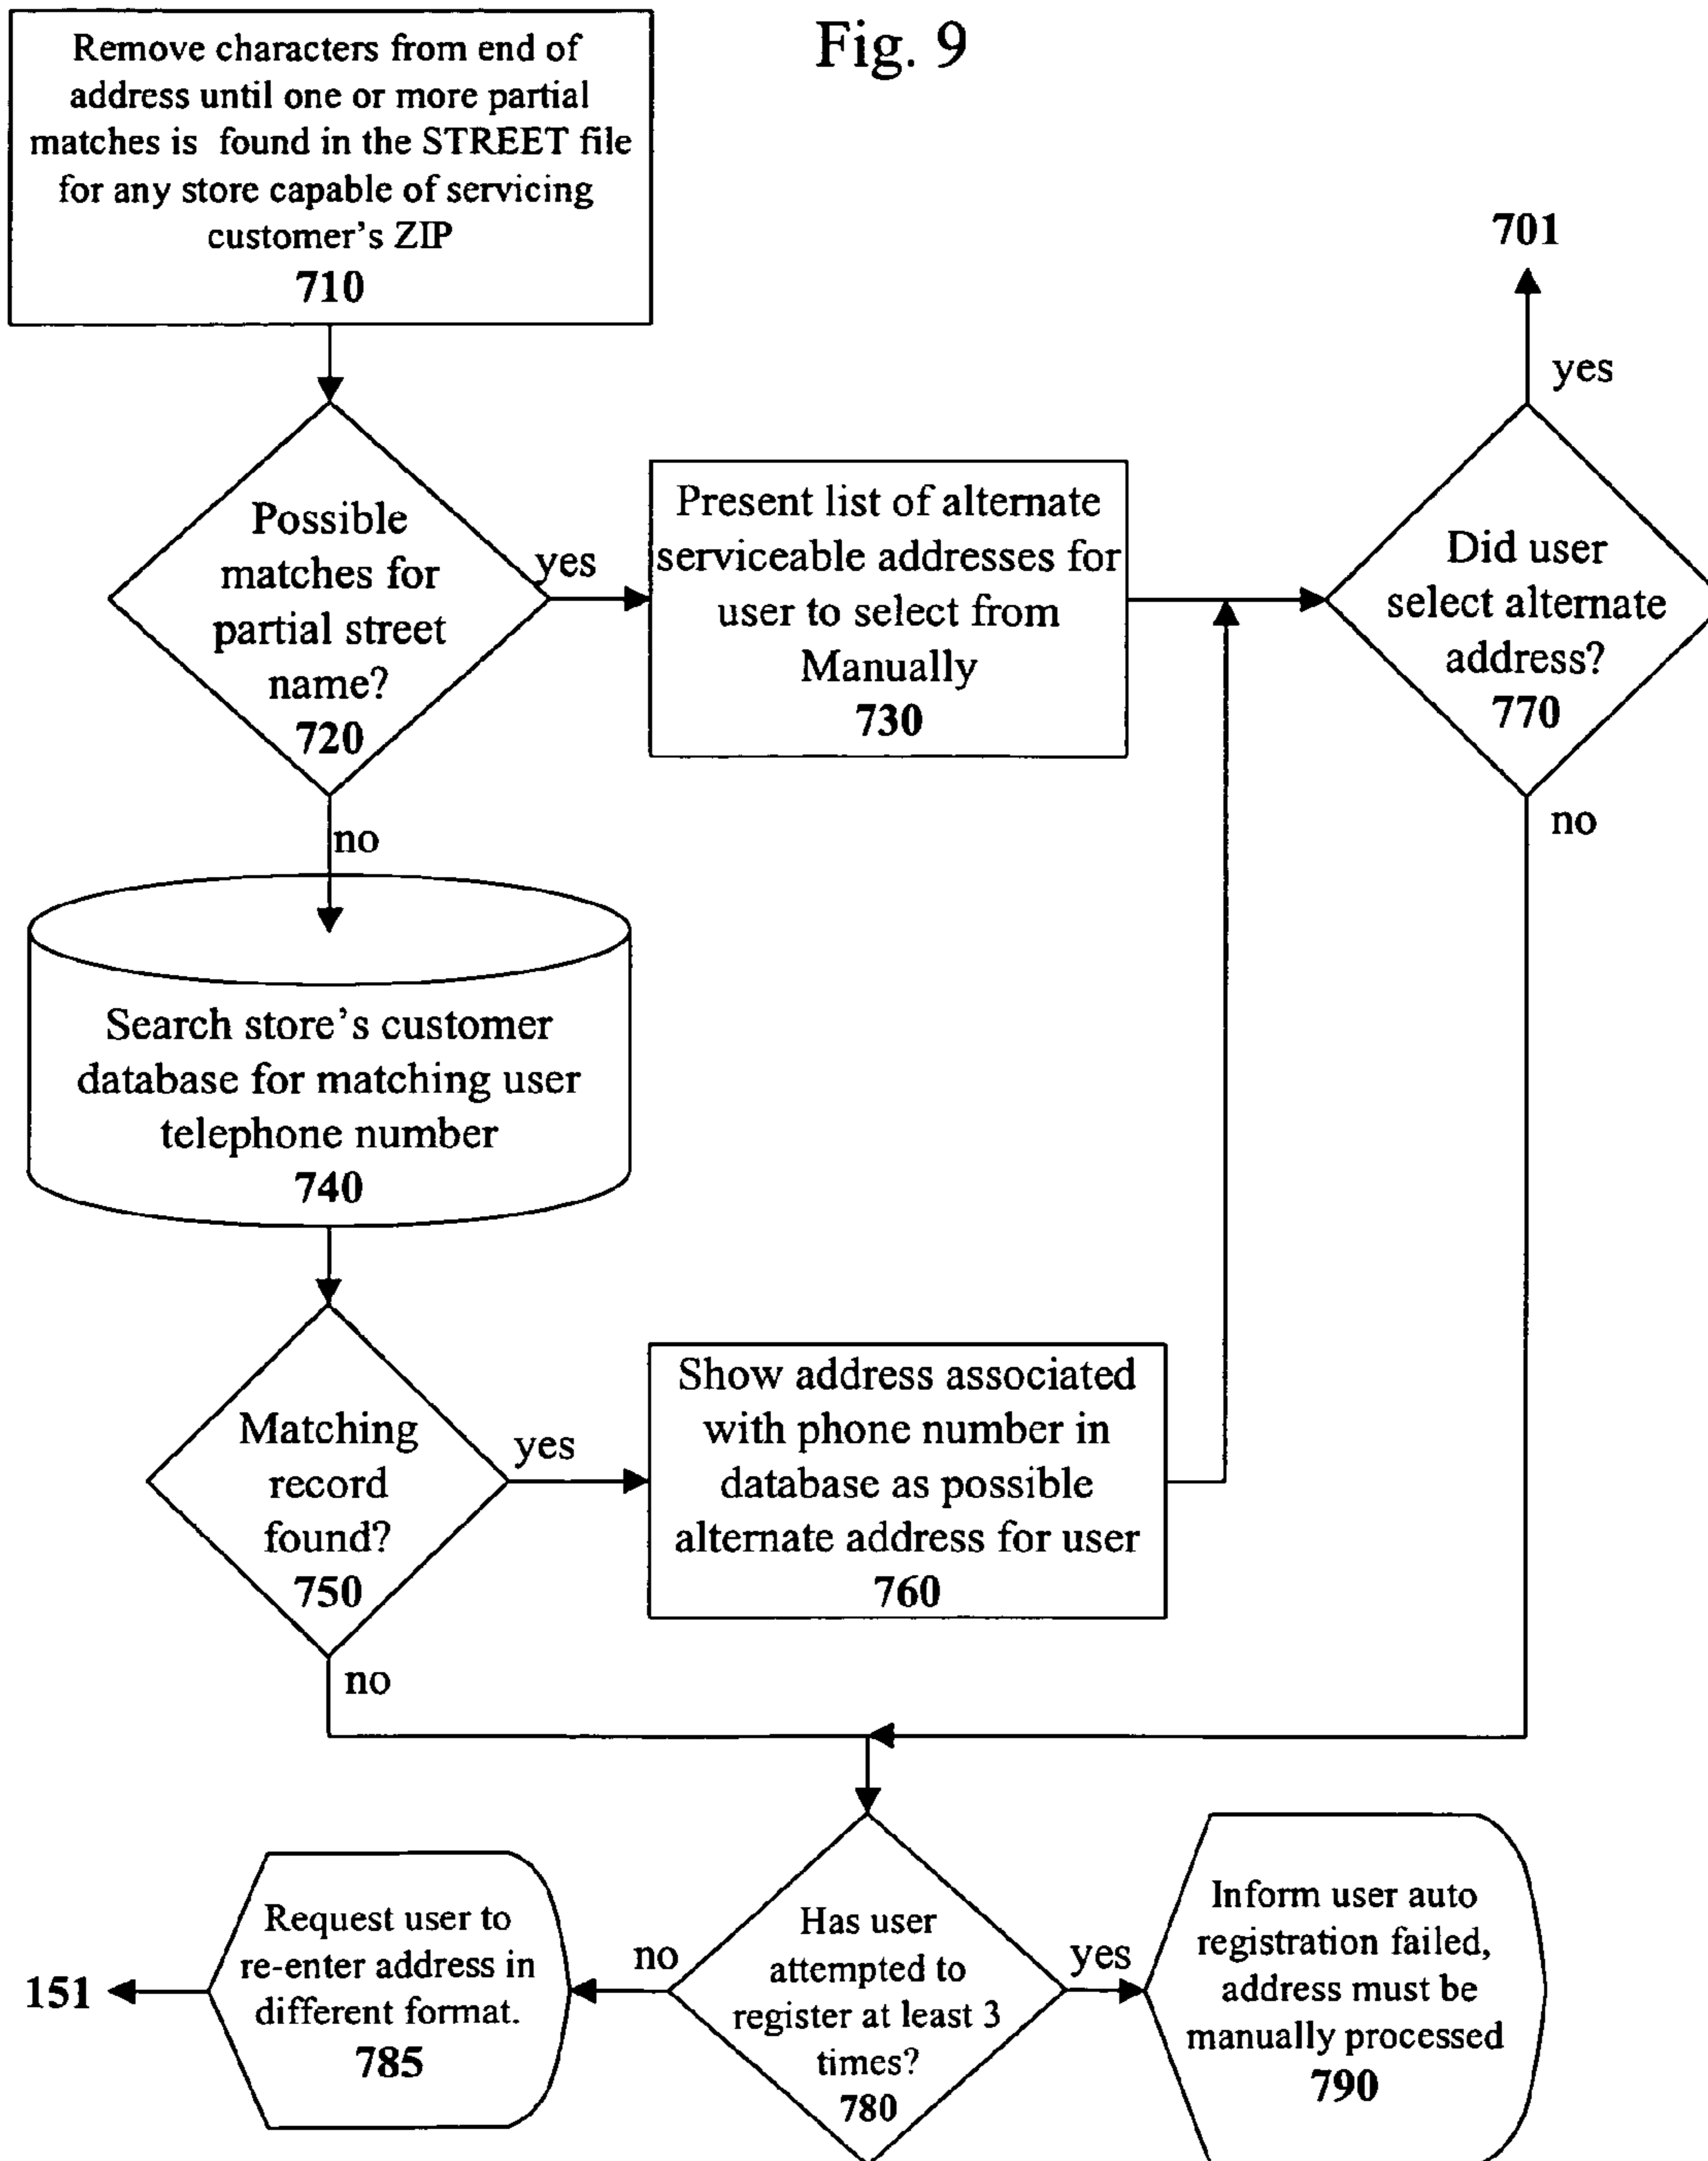 Fig. 9
Remove characters from end of
address until one or more partial
matches is found in the STREET file
for any store capable of servicing
customer's ZIP
710
701
yes
Possible
matches for
partial street
name?
720
yes
Present list of alternate
serviceable addresses for
user to select from
Manually
730
Did user
select alternate
address?
770
no
no
Search store's customer
database for matching user
telephone number
740
Matching
record
found?
750
yes
Show address associated
with phone number in
database as possible
alternate address for user
760
no
Has user
attempted to
register at least 3
times?
780
no
Request user to
re-enter address in
different format.
785
151
yes
Inform user auto
registration failed,
address must be
manually processed
790